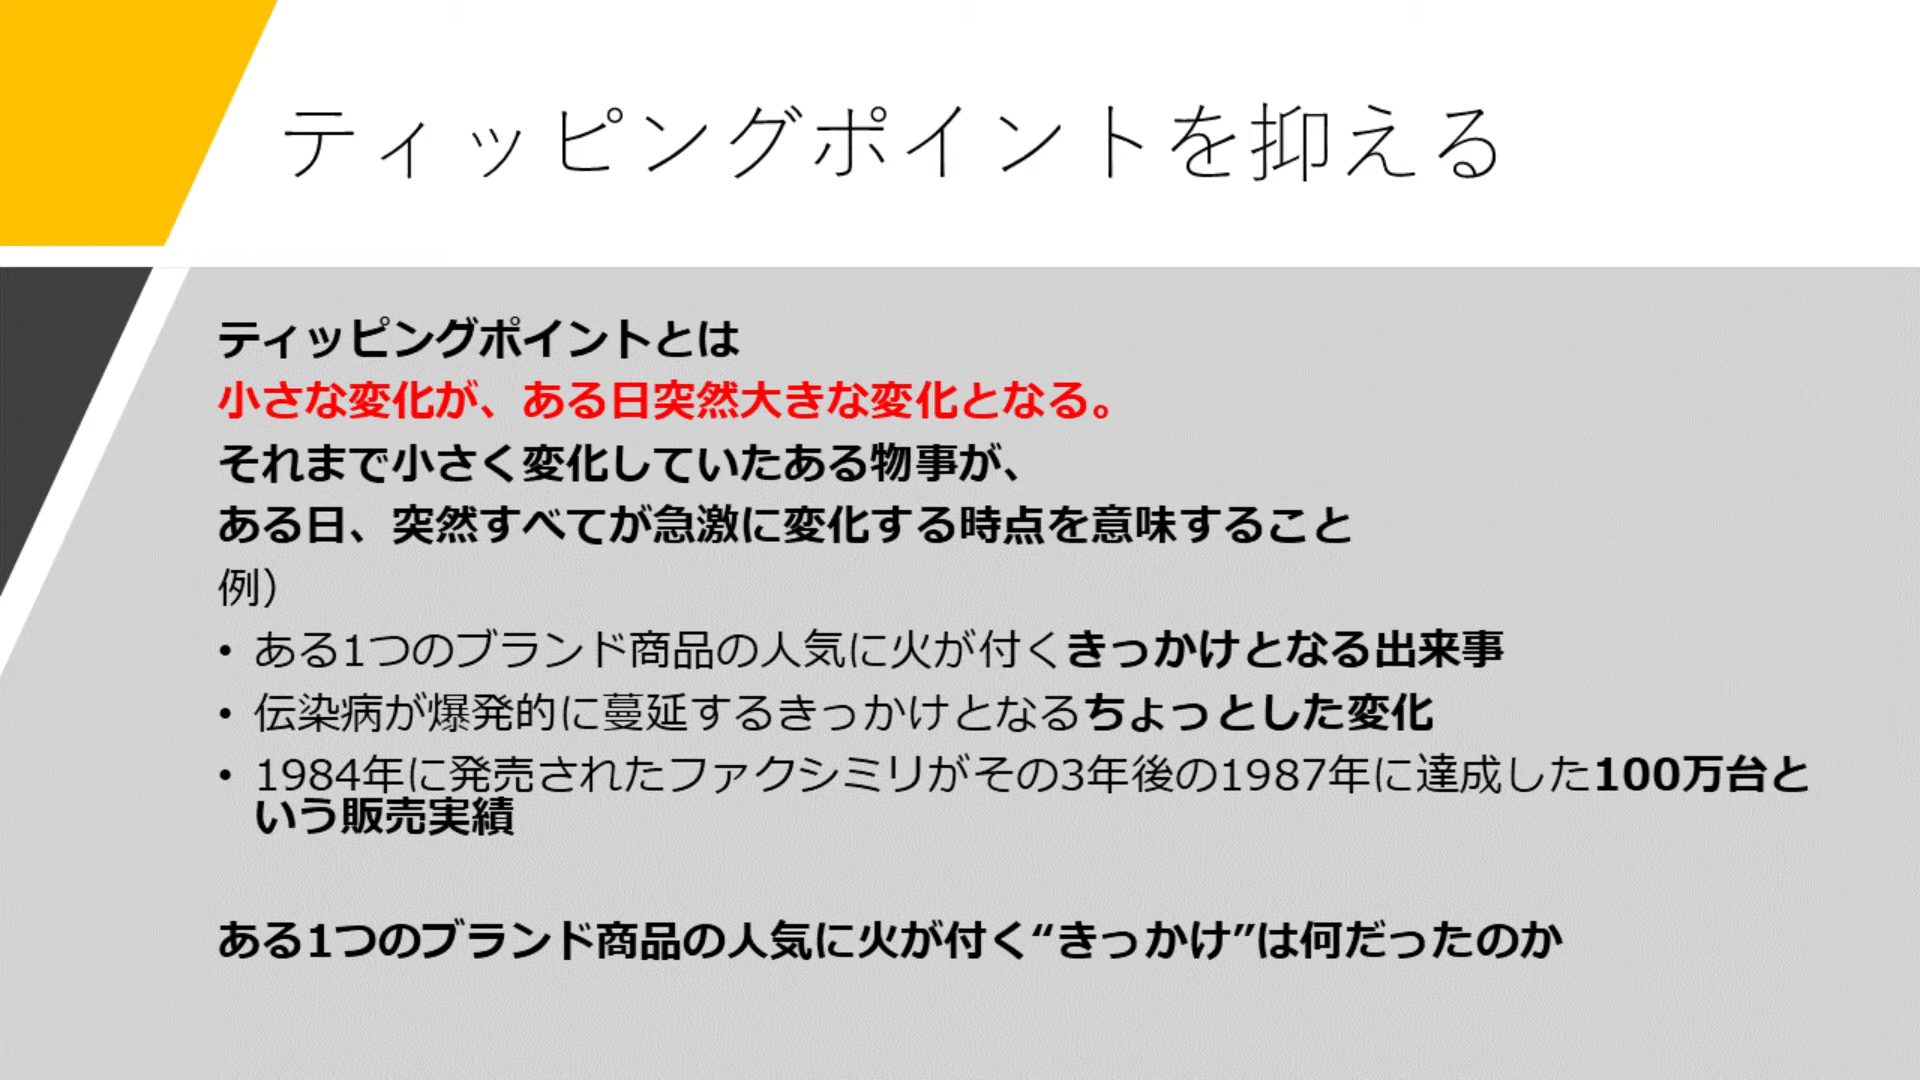 ティッピングポイントを抑える
ティッピングポイントとは
小さな変化が、ある日突然大きな変化となる。
それまで小さく変化していたある物事が、
ある日、突然すべてが急激に変化する時点を意味すること
例）
• ある1つのブランド商品の人気に火が付くきっかけとなる出来事
• 伝染病が爆発的に蔓延するきっかけとなるちょっとした変化
• 1984年に発売されたファクシミリがその3年後の1987年に達成した100万台と
いう販売実績
ある1つのブランド商品の人気に火が付く“きっかけ”は何だったのか